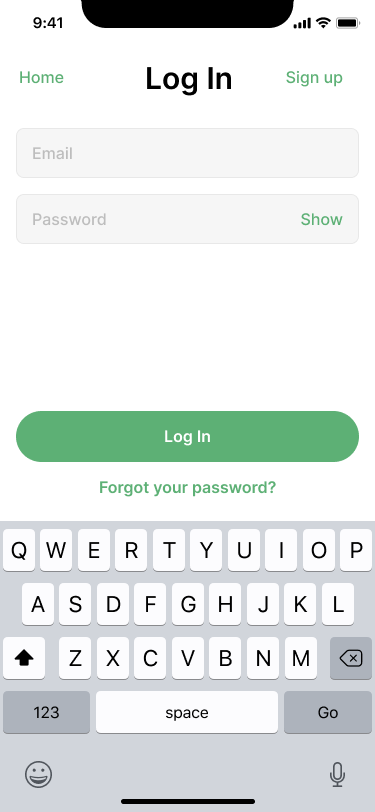 9:41
Home Log In Sign up
Email
Password Show
Log In
Forgot your password?
Q W E R T Y U I O P
A S D F G H J K L
Z X C V B N M
123 space Go